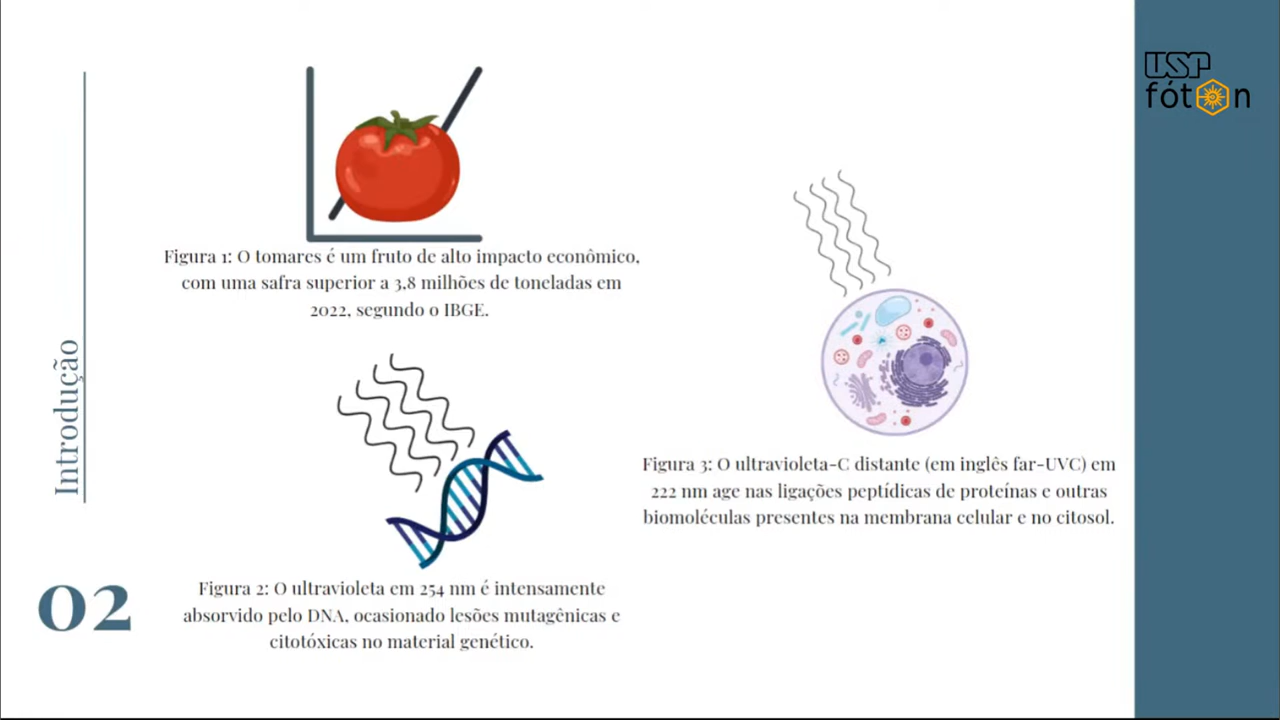 Introdução
02
Figura 1: O tomares é um fruto de alto impacto econômico,
com uma safra superior a 3,8 milhões de toneladas em
2022, segundo o IBGE.
Figura 2: O ultravioleta em 254 nm é intensamente
absorvido pelo DNA, ocasionado lesões mutagênicas e
citotóxicas no material genético.
Figura 3: O ultravioleta-C distante (em inglês far-UVC) em
222 nm age nas ligações peptídicas de proteínas e outras
biomoléculas presentes na membrana celular e no citosol.
USP
fóton